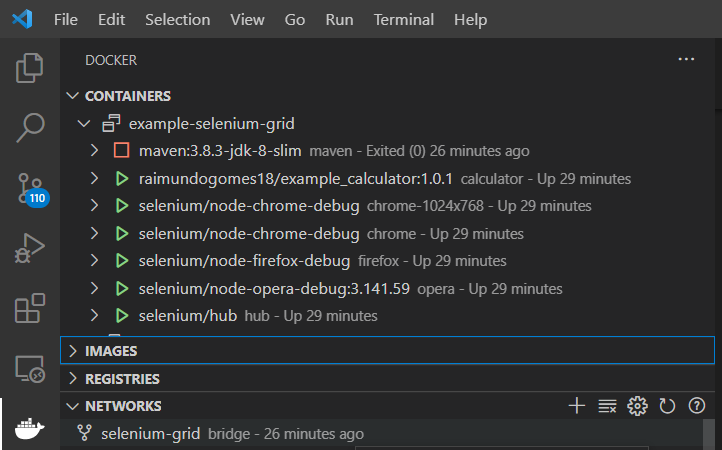 File Edit Selection View Go Run Terminal Help
DOCKER
CONTAINERS
example-selenium-grid
maven:3.8.3-jdk-8-slim maven - Exited (0) 26 minutes ago
raimundogomes18/example_calculator:1.0.1 calculator - Up 29 minutes
selenium/node-chrome-debug chrome-1024x768 - Up 29 minutes
selenium/node-chrome-debug chrome - Up 29 minutes
selenium/node-firefox-debug firefox - Up 29 minutes
selenium/node-opera-debug:3.141.59 opera - Up 29 minutes
selenium/hub hub - Up 29 minutes
110
IMAGES
REGISTRIES
NETWORKS
selenium-grid bridge - 26 minutes ago